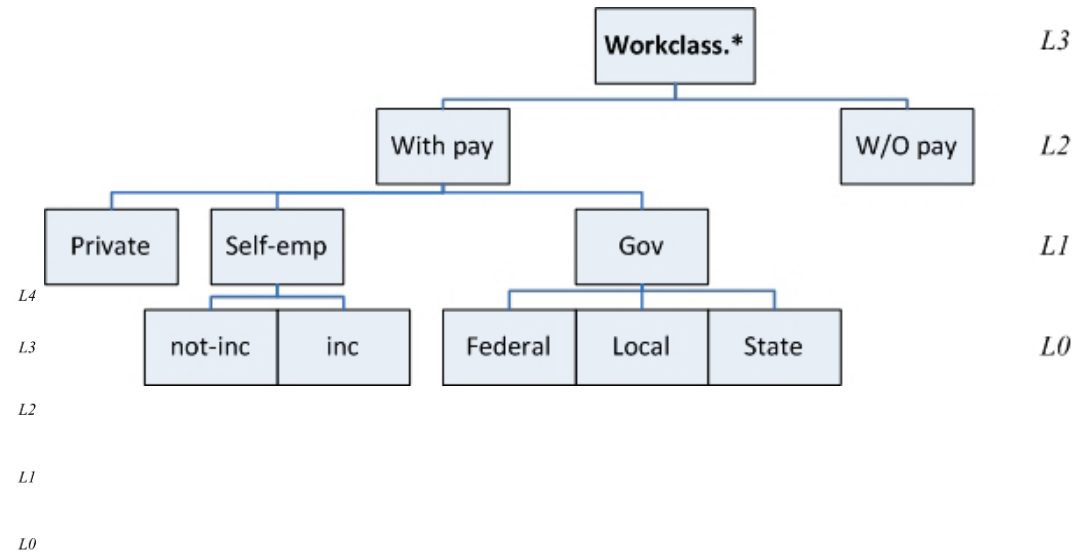 Workclass.* L3
With pay W/O pay L2
Private Self-emp Gov L1
L4
not-inc inc Federal Local State L0
L3
L2
L1
L0